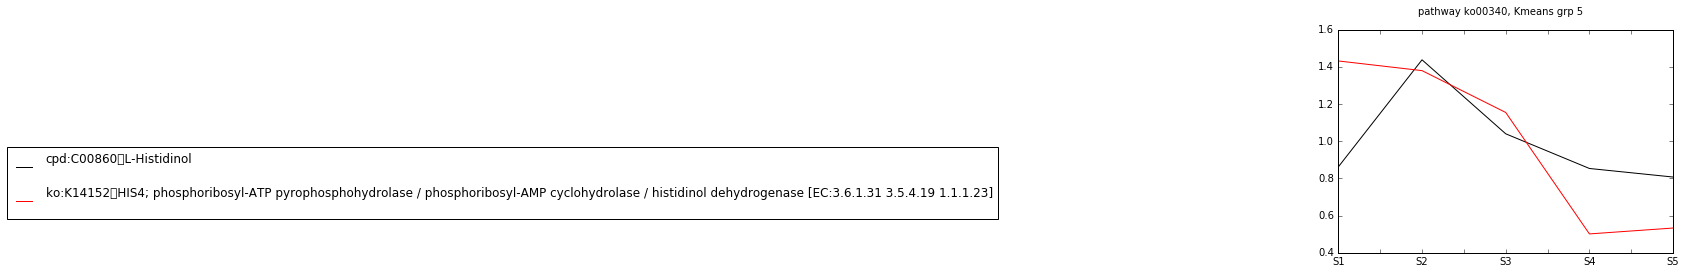 pathway ko00340, Kmeans grp 5
cpd:C00860▯L-Histidinol
ko:K14152▯HIS4; phosphoribosyl-ATP pyrophosphohydrolase / phosphoribosyl-AMP cyclohydrolase / histidinol dehydrogenase [EC:3.6.1.31 3.5.4.19 1.1.1.23]
1.6
1.4
1.2
1.0
0.8
0.6
0.4
S1 S2 S3 S4 S5